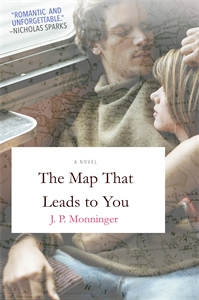 "ROMANTIC AND
UNFORGETTABLE."
—NICHOLAS SPARKS
A NOVEL
The Map That
Leads to You
J. P. Monninger